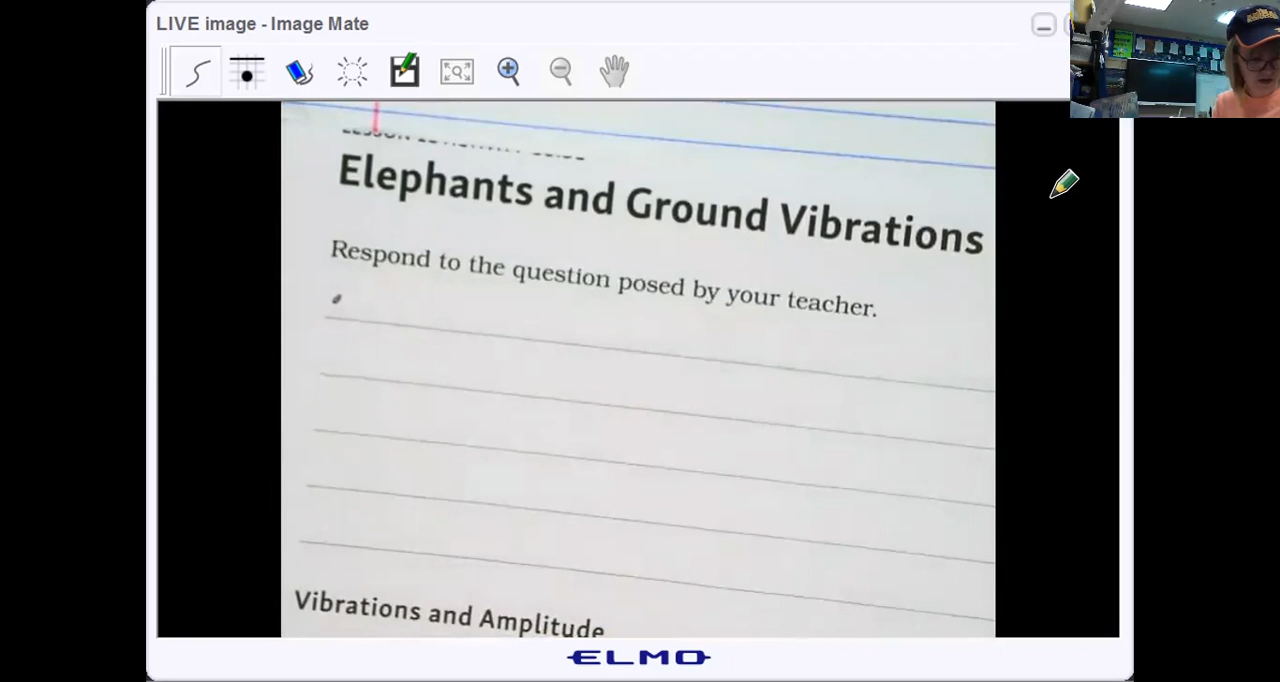 LIVE image - Image Mate
Elephants and Ground Vibrations
Respond to the question posed by your teacher.
Vibrations and Amplitude
ELMO